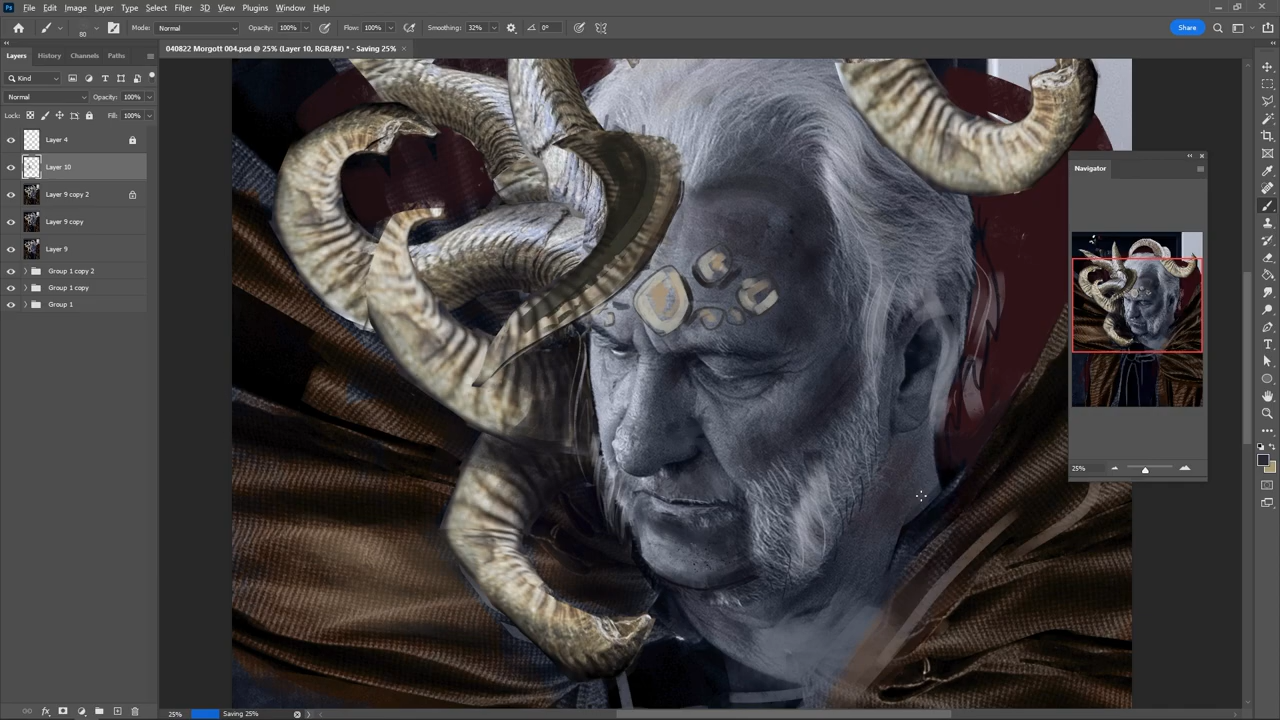 Ps File Edit Image Layer Type Select Filter 3D View Plugins Window Help
80 Mode: Normal Opacity: 100% Flow: 100% Smoothing: 32% 0° Share
Layers History Channels Paths
040822 Morgott 004.psd @ 25% (Layer 10, RGB/8#) * - Saving 25% ×
Kind
Normal Opacity: 100%
Lock: Fill: 100%
Layer 4
Layer 10
Layer 9 copy 2
Layer 9 copy
Layer 9
Group 1 copy 2
Group 1 copy
Group 1
Navigator
25%
25% Saving 25%